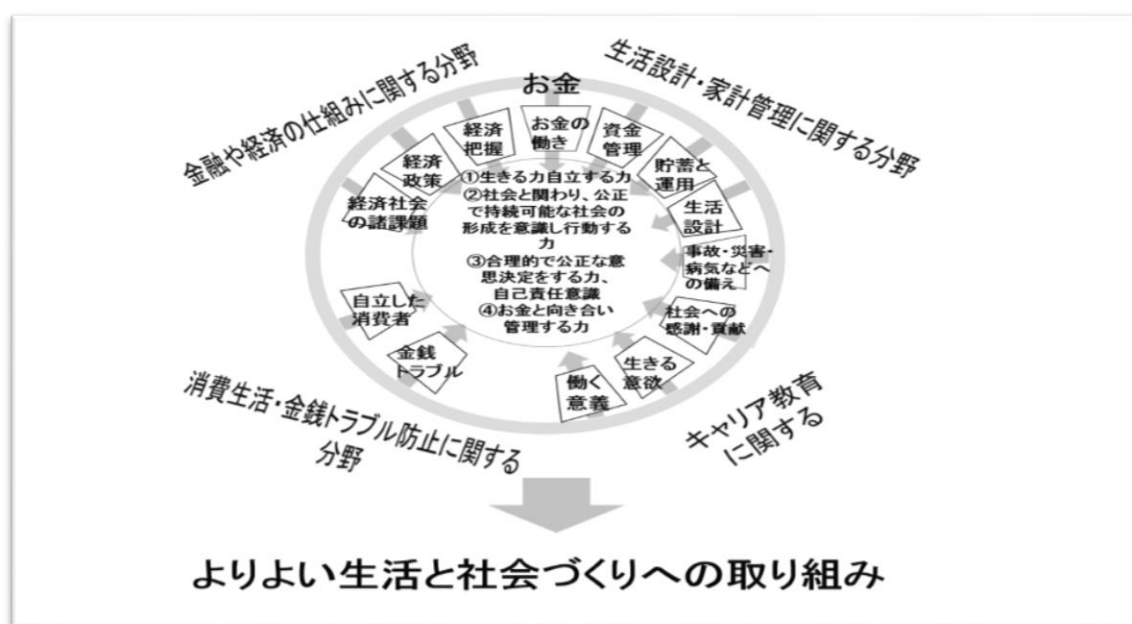 金融や経済の仕組みに関する分野
生活設計・家計管理に関する分野
お金
お金の
働き
資金
管理
貯蓄と
運用
生活
設計
事故・災害・
病気などへ
の備え
社会への
感謝・貢献
生きる
意欲
働く
意義
金銭
トラブル
自立した
消費者
経済社会
の諸課題
経済
政策
経済
把握
①生きる力自立する力
②社会と関わり、公正
で持続可能な社会の
形成を意識し行動する
力
③合理的で公正な意
思決定をする力、
自己責任意識
④お金と向き合い
管理する力
消費生活・金銭トラブル防止に関する
分野
キャリア教育
に関する
よりよい生活と社会づくりへの取り組み